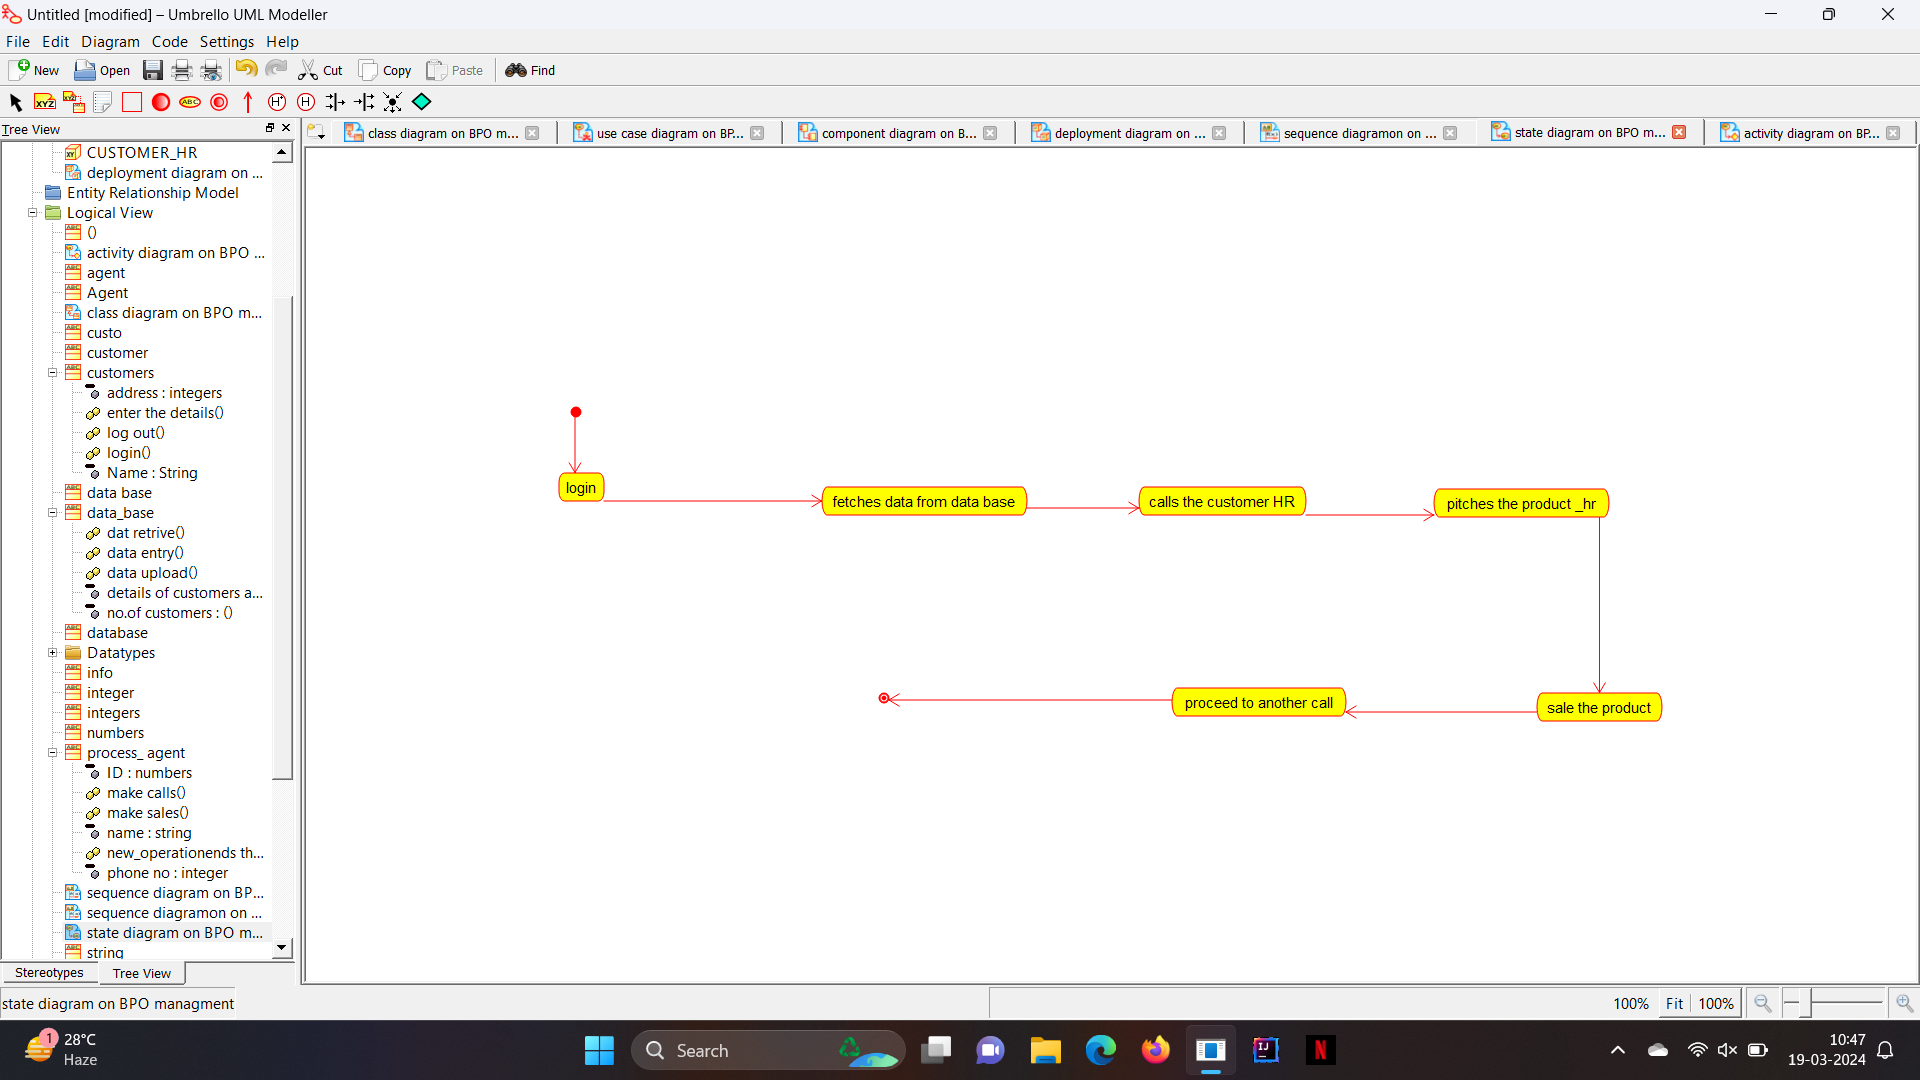 Untitled [modified] – Umbrello UML Modeller
File Edit Diagram Code Settings Help
New Open Cut Copy Paste Find
XYZ XYZ ABC H* H
Tree View
class diagram on BPO m... use case diagram on BP... component diagram on B... deployment diagram on ... sequence diagramon on ... state diagram on BPO m... activity diagram on BP...
CUSTOMER_HR
deployment diagram on ...
Entity Relationship Model
Logical View
()
activity diagram on BPO ...
agent
Agent
class diagram on BPO m...
custo
customer
customers
address : integers
enter the details()
log out()
login()
Name : String
data base
data_base
dat retrive()
data entry()
data upload()
details of customers a...
no.of customers : ()
database
Datatypes
info
integer
integers
numbers
process_ agent
ID : numbers
make calls()
make sales()
name : string
new_operationends th...
phone no : integer
sequence diagram on BP...
sequence diagramon on ...
state diagram on BPO m...
string
Stereotypes Tree View
login
fetches data from data base
calls the customer HR
pitches the product _hr
sale the product
proceed to another call
state diagram on BPO managment
100% Fit 100%
1
28°C
Haze
Search
IJ
N
10:47
19-03-2024